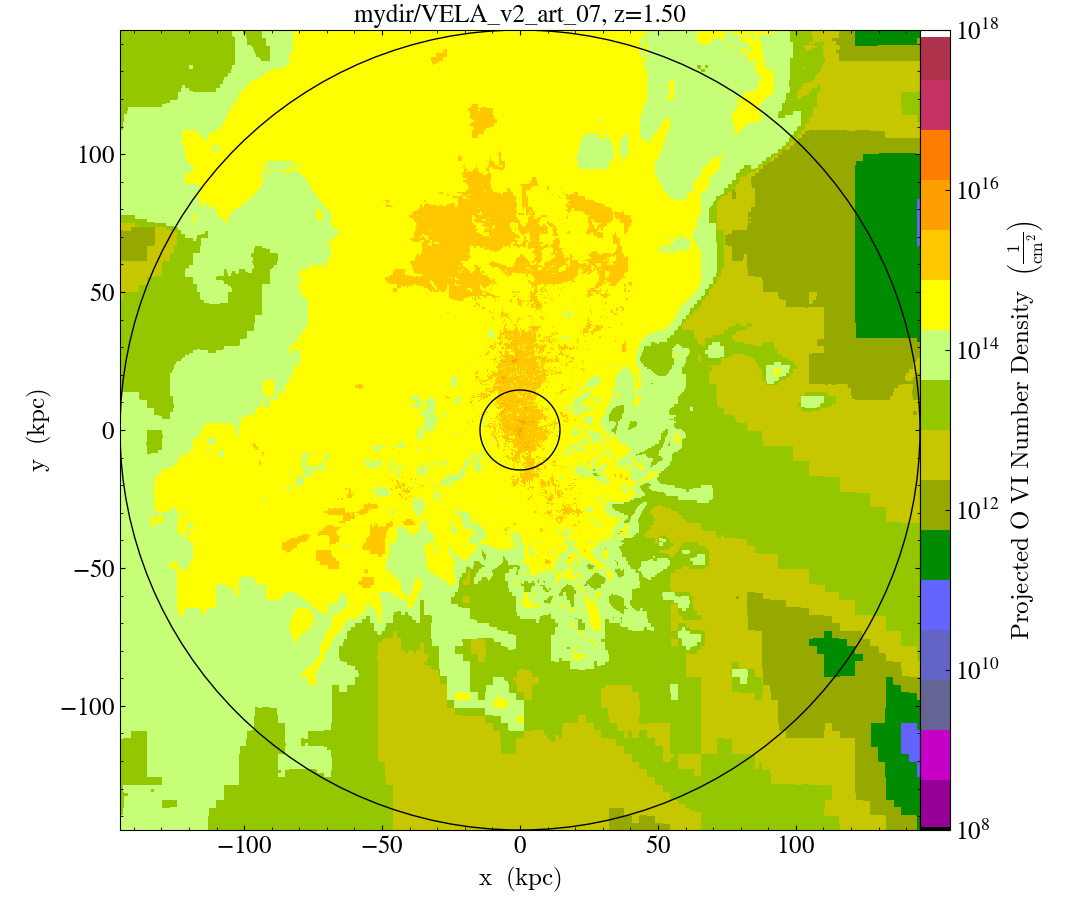 mydir/VELA_v2_art_07, z=1.50
10^18
10^16
10^14
10^12
10^10
10^8
Projected O VI Number Density (1/cm^2)
100
50
0
−50
−100
y (kpc)
−100 −50 0 50 100
x (kpc)